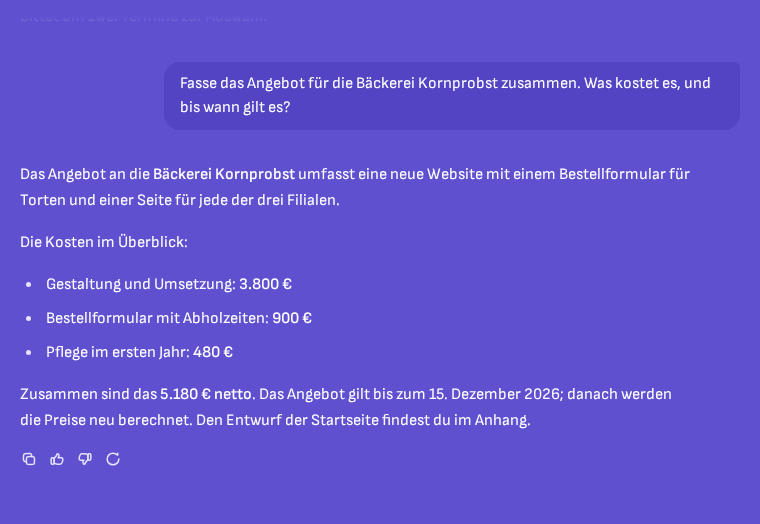 Fasse das Angebot für die Bäckerei Kornprobst zusammen. Was kostet es, und
bis wann gilt es?
Das Angebot an die Bäckerei Kornprobst umfasst eine neue Website mit einem Bestellformular für
Torten und einer Seite für jede der drei Filialen.
Die Kosten im Überblick:
Gestaltung und Umsetzung: 3.800 €
Bestellformular mit Abholzeiten: 900 €
Pflege im ersten Jahr: 480 €
Zusammen sind das 5.180 € netto. Das Angebot gilt bis zum 15. Dezember 2026; danach werden
die Preise neu berechnet. Den Entwurf der Startseite findest du im Anhang.